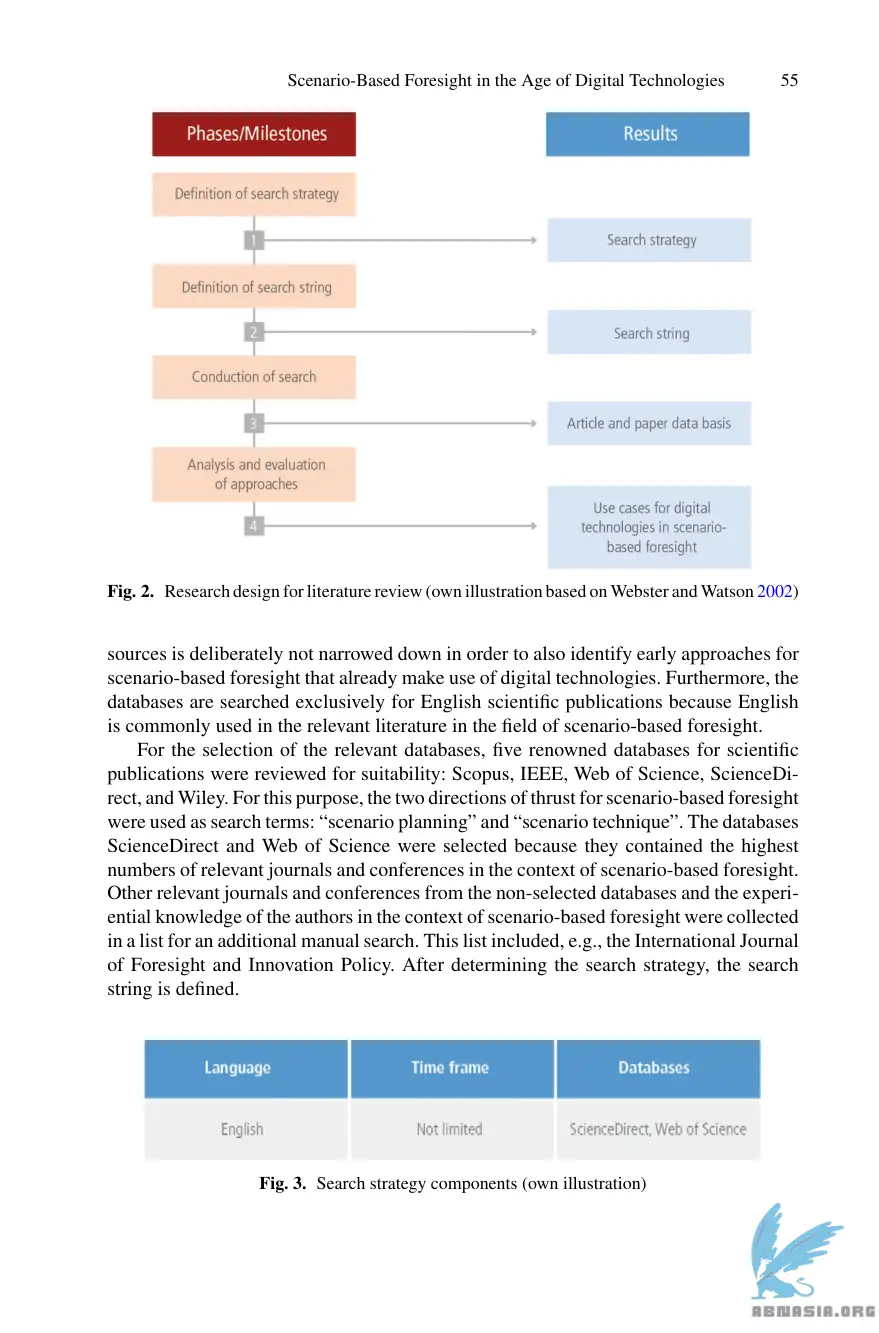 Scenario-Based Foresight in the Age of Digital Technologies 55
Phases/Milestones
Results
Definition of search strategy
1
Search strategy
Definition of search string
2
Search string
Conduction of search
3
Article and paper data basis
Analysis and evaluation
of approaches
4
Use cases for digital
technologies in scenario-
based foresight
Fig. 2. Research design for literature review (own illustration based on Webster and Watson 2002)
sources is deliberately not narrowed down in order to also identify early approaches for
scenario-based foresight that already make use of digital technologies. Furthermore, the
databases are searched exclusively for English scientific publications because English
is commonly used in the relevant literature in the field of scenario-based foresight.
For the selection of the relevant databases, five renowned databases for scientific
publications were reviewed for suitability: Scopus, IEEE, Web of Science, ScienceDi-
rect, and Wiley. For this purpose, the two directions of thrust for scenario-based foresight
were used as search terms: “scenario planning” and “scenario technique”. The databases
ScienceDirect and Web of Science were selected because they contained the highest
numbers of relevant journals and conferences in the context of scenario-based foresight.
Other relevant journals and conferences from the non-selected databases and the experi-
ential knowledge of the authors in the context of scenario-based foresight were collected
in a list for an additional manual search. This list included, e.g., the International Journal
of Foresight and Innovation Policy. After determining the search strategy, the search
string is defined.
Language Time frame Databases
English Not limited ScienceDirect, Web of Science
Fig. 3. Search strategy components (own illustration)
ABNASIA.ORG